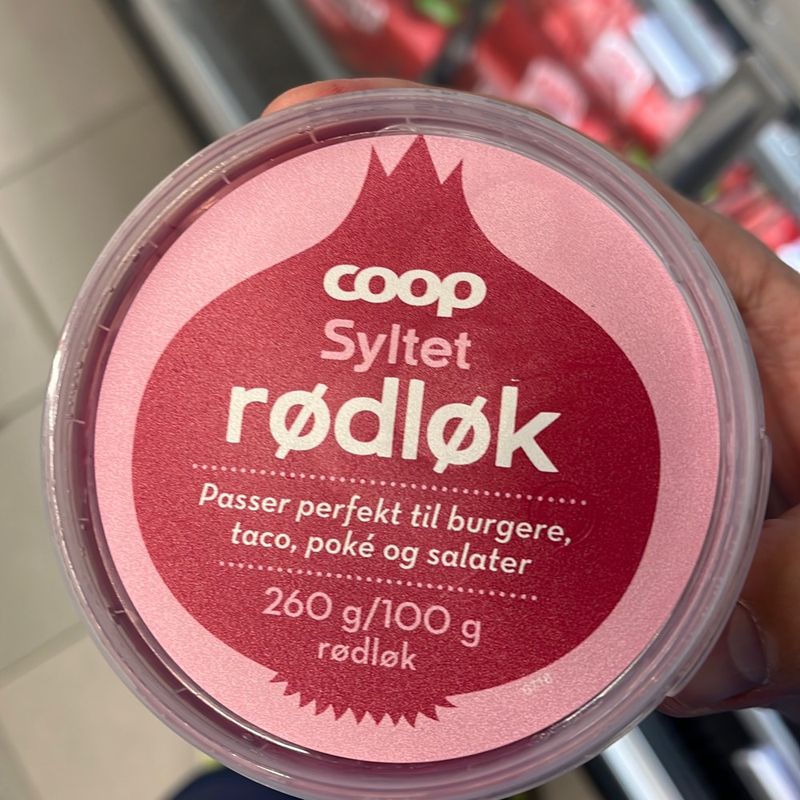 coop
Syltet
rødløk
Passer perfekt til burgere,
taco, poké og salater
260 g/100 g
rødløk